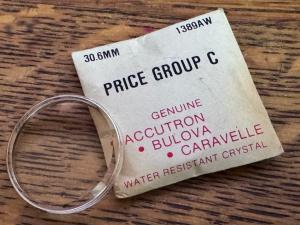 30.6MM 1389AW
PRICE GROUP C
GENUINE
ACCUTRON
• BULOVA
• CARAVELLE
WATER RESISTANT CRYSTAL